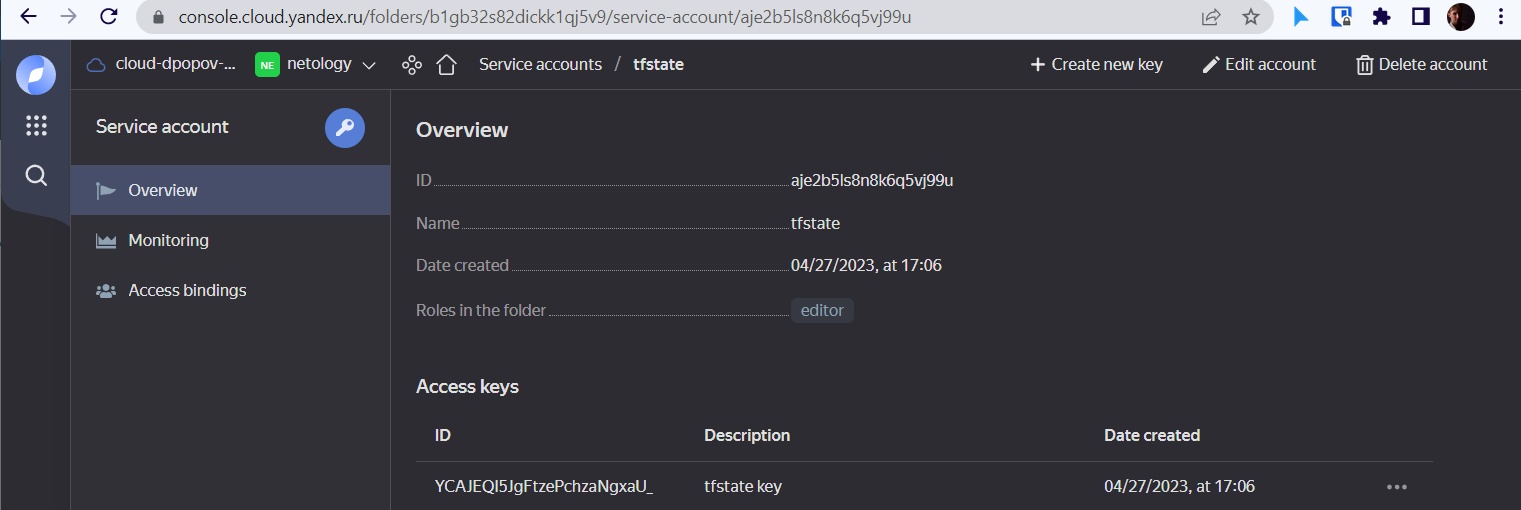 console.cloud.yandex.ru/folders/b1gb32s82dickk1qj5v9/service-account/aje2b5ls8n8k6q5vj99u
cloud-dpopov-... NE netology Service accounts / tfstate + Create new key Edit account Delete account
Service account
Overview
Monitoring
Access bindings
Overview
ID aje2b5ls8n8k6q5vj99u
Name tfstate
Date created 04/27/2023, at 17:06
Roles in the folder editor
Access keys
ID Description Date created
YCAJEQI5JgFtzePchzaNgxaU_ tfstate key 04/27/2023, at 17:06